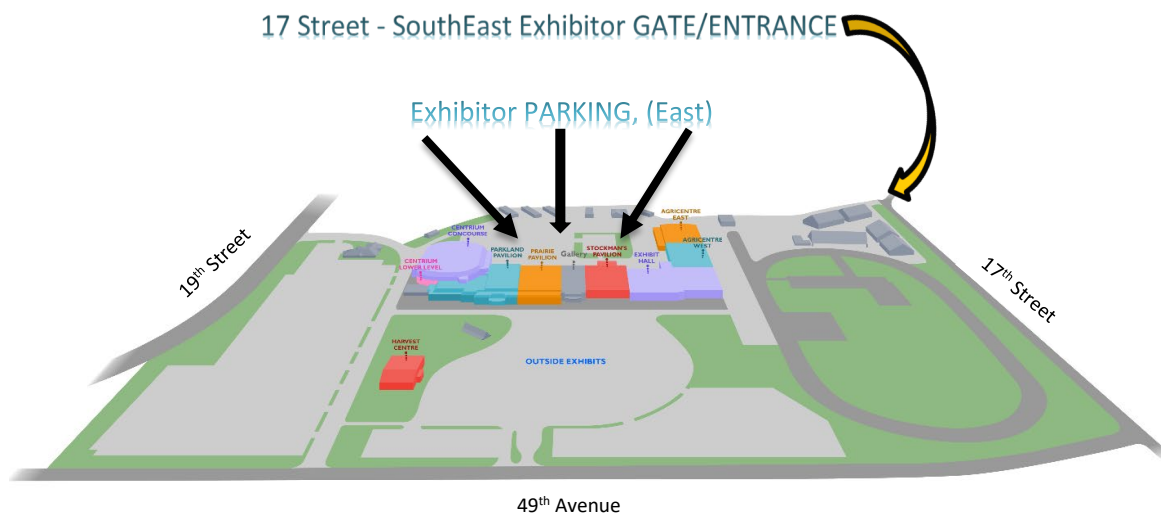 17 Street - SouthEast Exhibitor GATE/ENTRANCE
Exhibitor PARKING, (East)
AGRICENTRE
EAST
CENTRIUM
CONCOURSE
PARKLAND
PAVILION
PRAIRIE
PAVILION
Gallery
STOCKMAN'S
PAVILION
EXHIBIT
HALL
AGRICENTRE
WEST
CENTRIUM
LOWER LEVEL
19th Street
17th Street
HARVEST
CENTRE
OUTSIDE EXHIBITS
49th Avenue